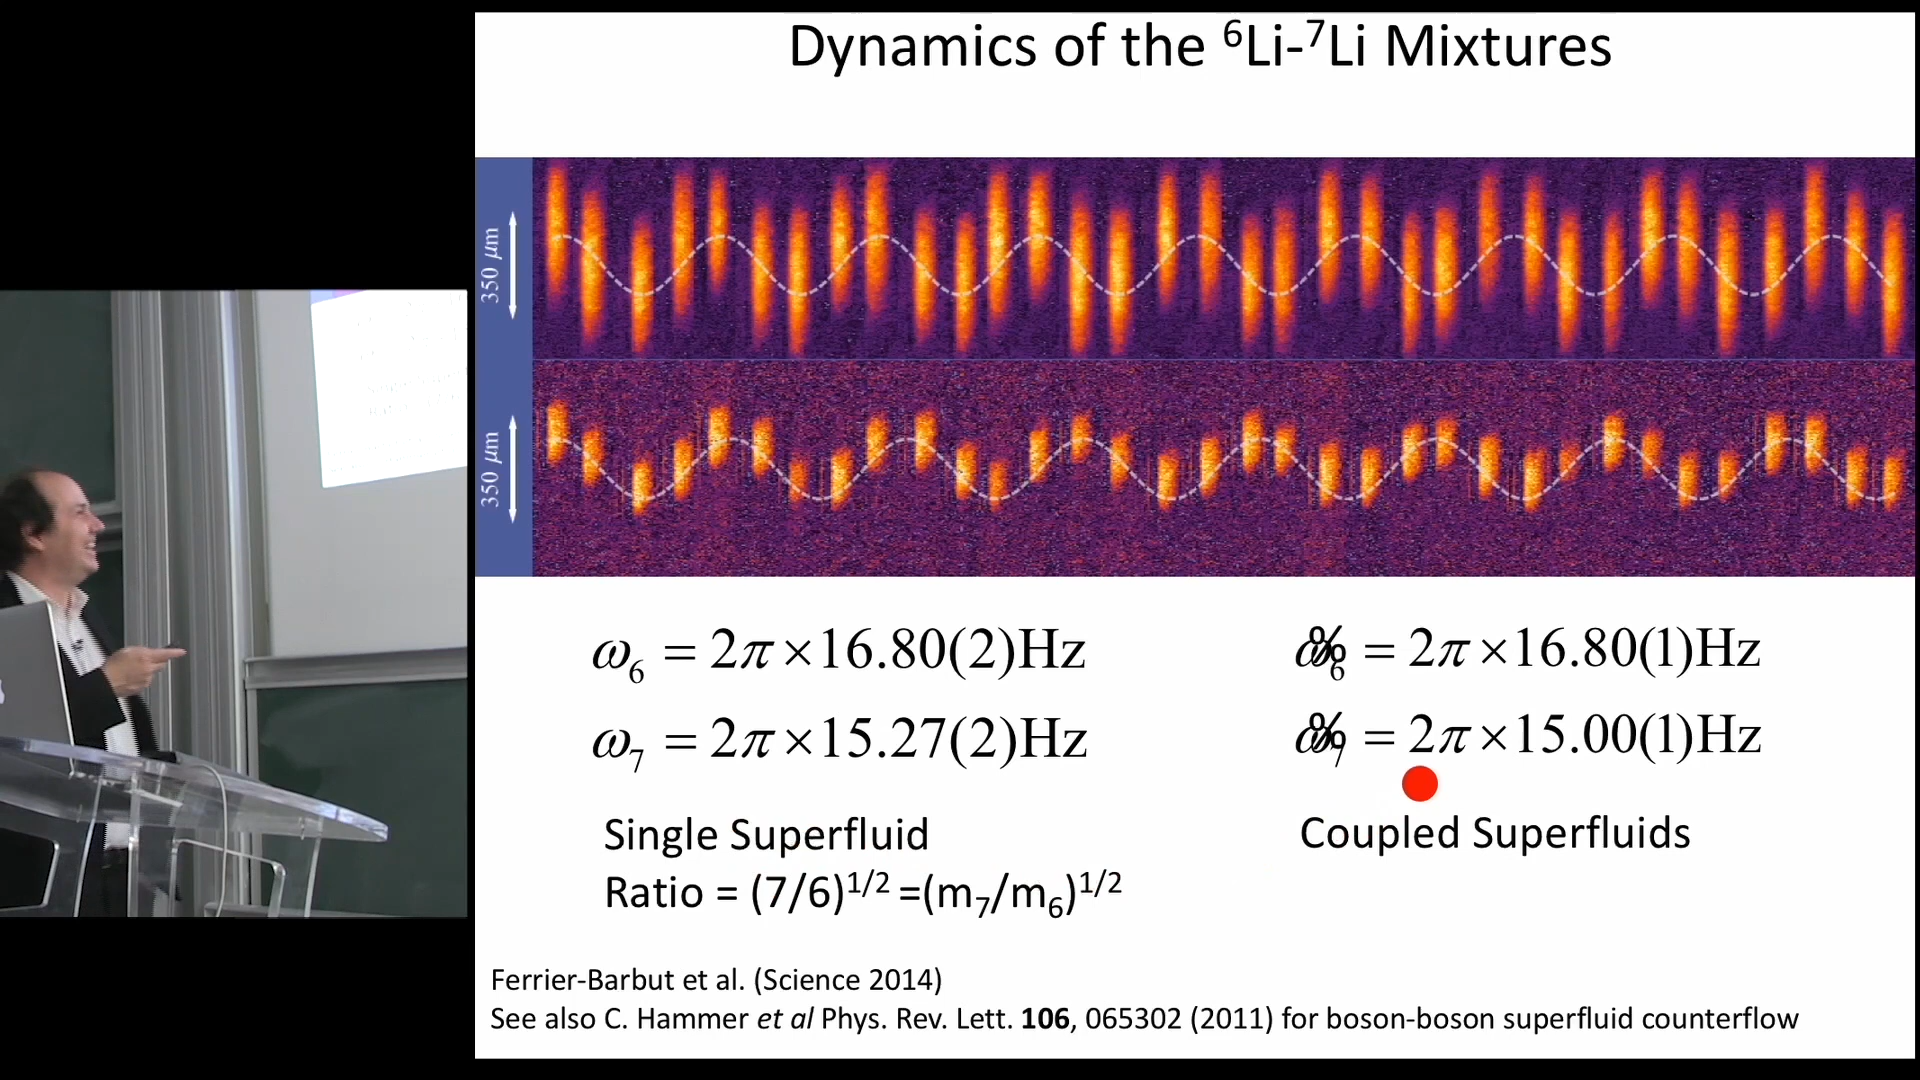 Dynamics of the ⁶Li-⁷Li Mixtures
350 μm
350 μm
ω₆ = 2π×16.80(2)Hz
ω%₆ = 2π×16.80(1)Hz
ω₇ = 2π×15.27(2)Hz
ω%₇ = 2π×15.00(1)Hz
Single Superfluid
Ratio = (7/6)^1/2 =(m₇/m₆)^1/2
Coupled Superfluids
Ferrier-Barbut et al. (Science 2014)
See also C. Hammer et al Phys. Rev. Lett. 106, 065302 (2011) for boson-boson superfluid counterflow